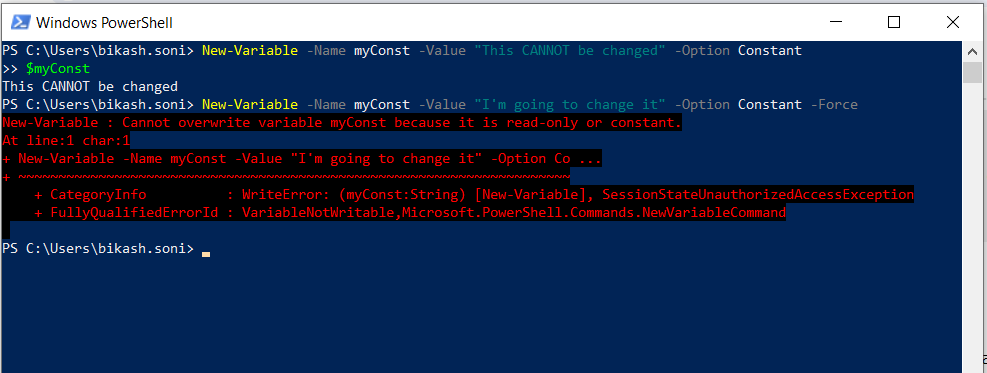 Windows PowerShell
PS C:\Users\bikash.soni> New-Variable -Name myConst -Value "This CANNOT be changed" -Option Constant
>> $myConst
This CANNOT be changed
PS C:\Users\bikash.soni> New-Variable -Name myConst -Value "I'm going to change it" -Option Constant -Force
New-Variable : Cannot overwrite variable myConst because it is read-only or constant.
At line:1 char:1
+ New-Variable -Name myConst -Value "I'm going to change it" -Option Co ...
+ ~~~~~~~~~~~~~~~~~~~~~~~~~~~~~~~~~~~~~~~~~~~~~~~~~~~~~~~~~~~~~~~~~~~~~
    + CategoryInfo          : WriteError: (myConst:String) [New-Variable], SessionStateUnauthorizedAccessException
    + FullyQualifiedErrorId : VariableNotWritable,Microsoft.PowerShell.Commands.NewVariableCommand
PS C:\Users\bikash.soni>